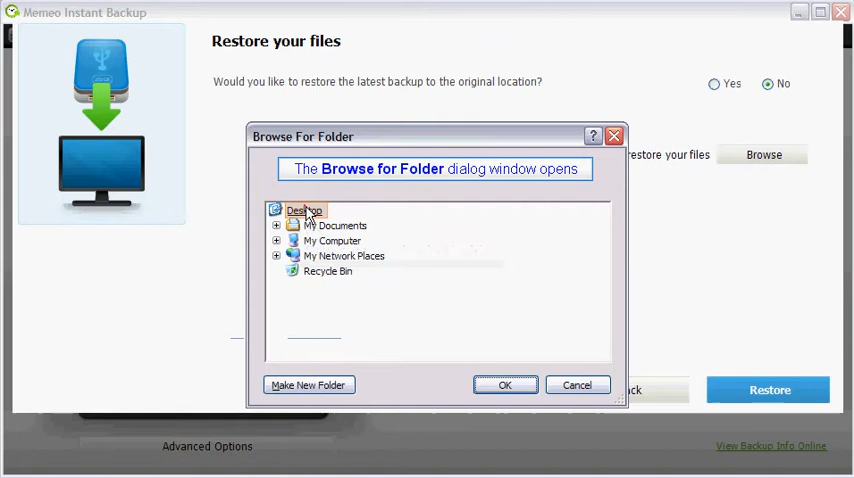 Memeo Instant Backup
Restore your files
Would you like to restore the latest backup to the original location?
Yes
No
Browse For Folder
restore your files
Browse
The Browse for Folder dialog window opens
Desktop
My Documents
My Computer
My Network Places
Recycle Bin
Make New Folder
OK
Cancel
Restore
Advanced Options
View Backup Info Online